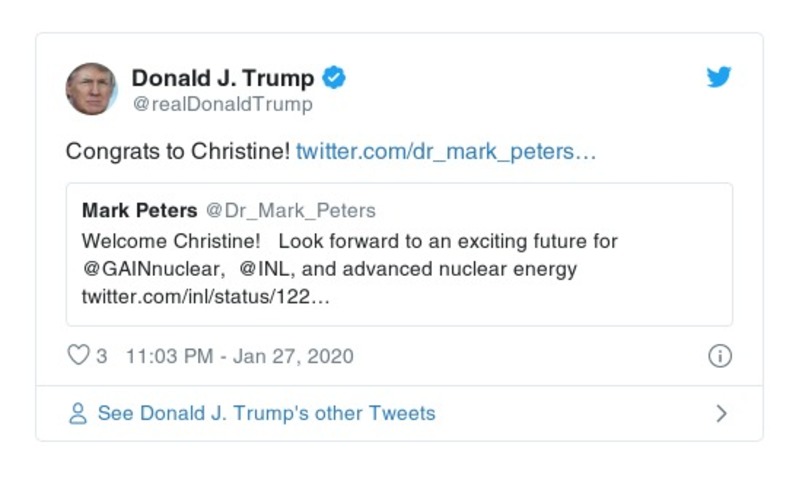 Donald J. Trump
@realDonaldTrump
Congrats to Christine! twitter.com/dr_mark_peters…
Mark Peters @Dr_Mark_Peters
Welcome Christine!   Look forward to an exciting future for
@GAINnuclear,  @INL, and advanced nuclear energy
twitter.com/inl/status/122…
3   11:03 PM - Jan 27, 2020
See Donald J. Trump's other Tweets